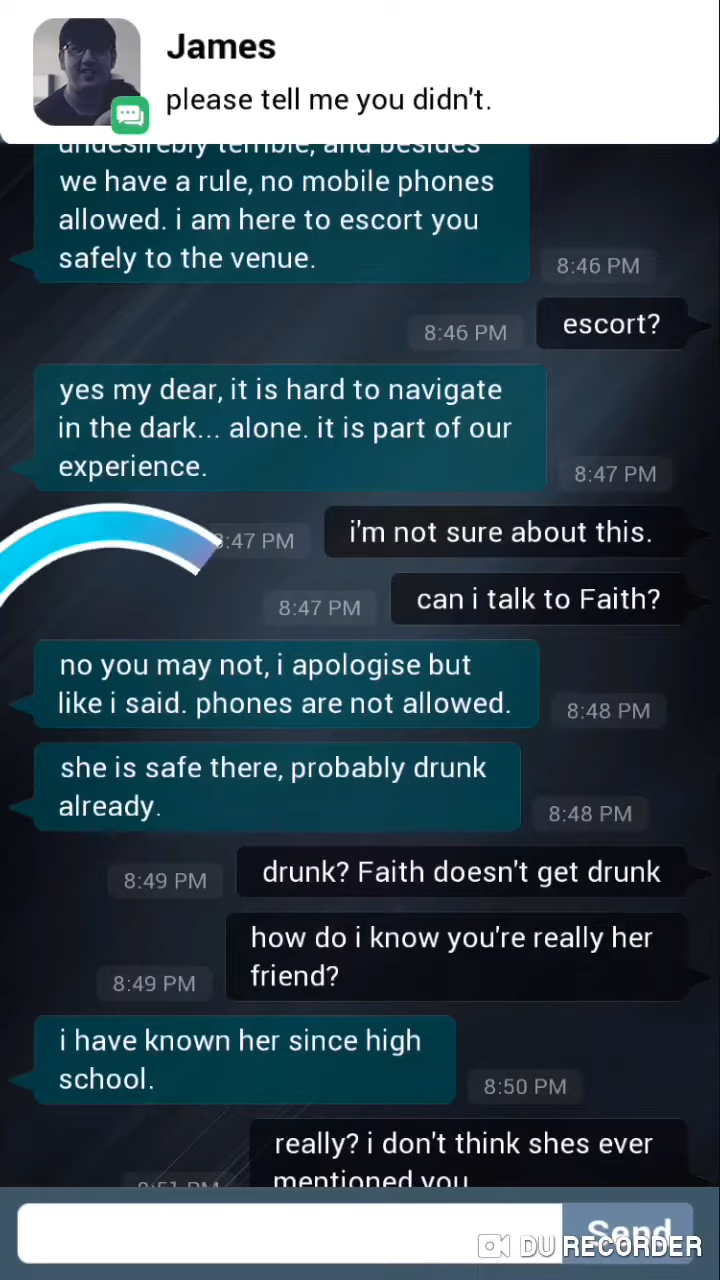 James
please tell me you didn't.
undesirebly terrible, and besides
we have a rule, no mobile phones
allowed. i am here to escort you
safely to the venue.
8:46 PM
escort?
8:46 PM
yes my dear, it is hard to navigate
in the dark... alone. it is part of our
experience.
8:47 PM
i'm not sure about this.
8:47 PM
can i talk to Faith?
8:47 PM
no you may not, i apologise but
like i said. phones are not allowed.
8:48 PM
she is safe there, probably drunk
already.
8:48 PM
drunk? Faith doesn't get drunk
8:49 PM
how do i know you're really her
friend?
8:49 PM
i have known her since high
school.
8:50 PM
really? i don't think shes ever
mentioned you
8:51 PM
Send
DU RECORDER